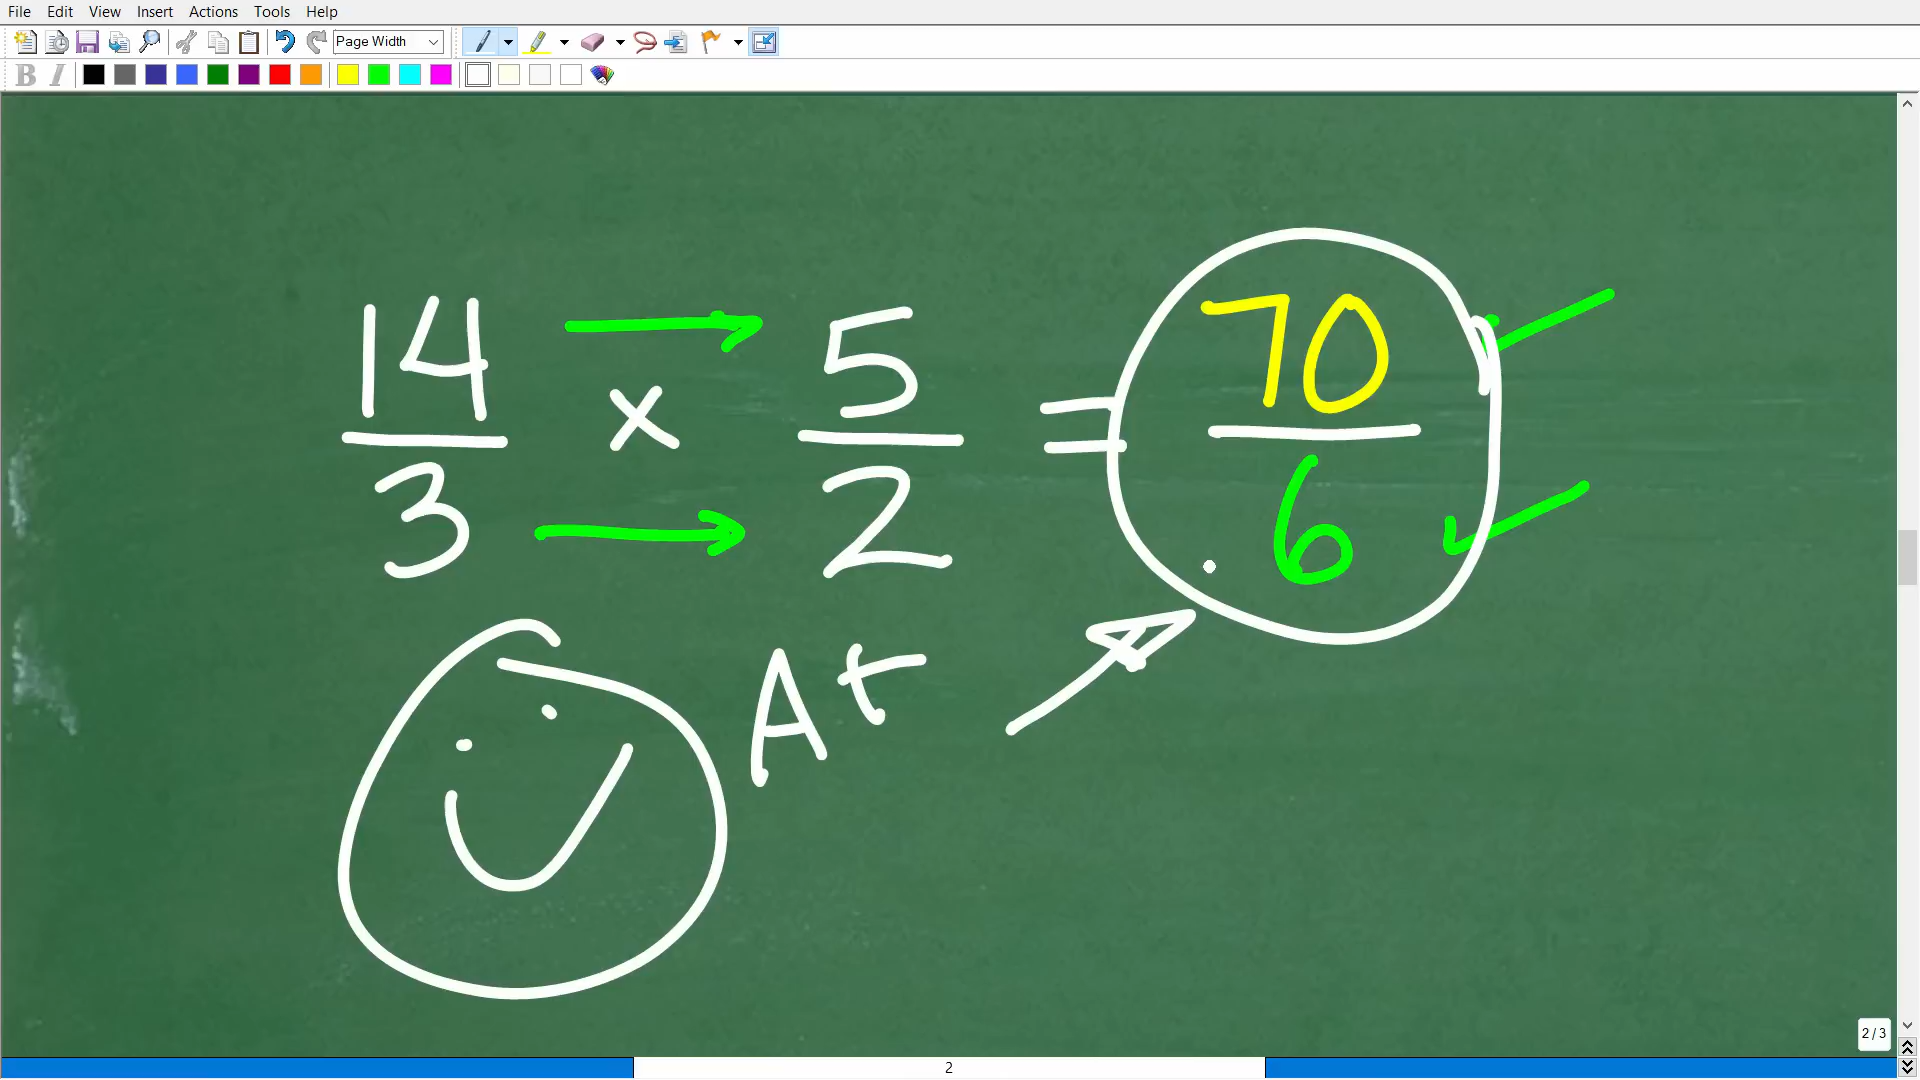 File Edit View Insert Actions Tools Help
Page Width
B I
14/3 x 5/2 = 70/6
A+
2/3
2